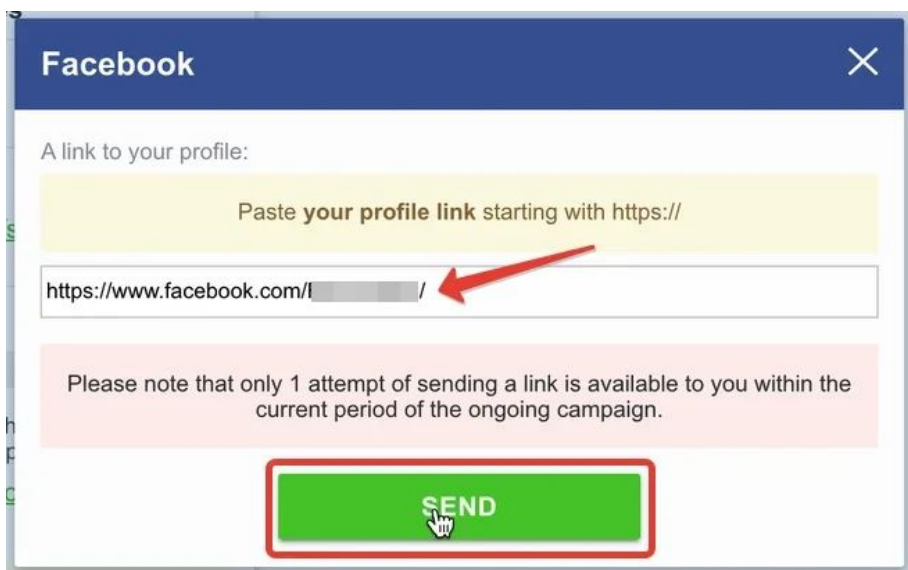 Facebook
A link to your profile:
Paste your profile link starting with https://
https://www.facebook.com/
/
Please note that only 1 attempt of sending a link is available to you within the
current period of the ongoing campaign.
SEND